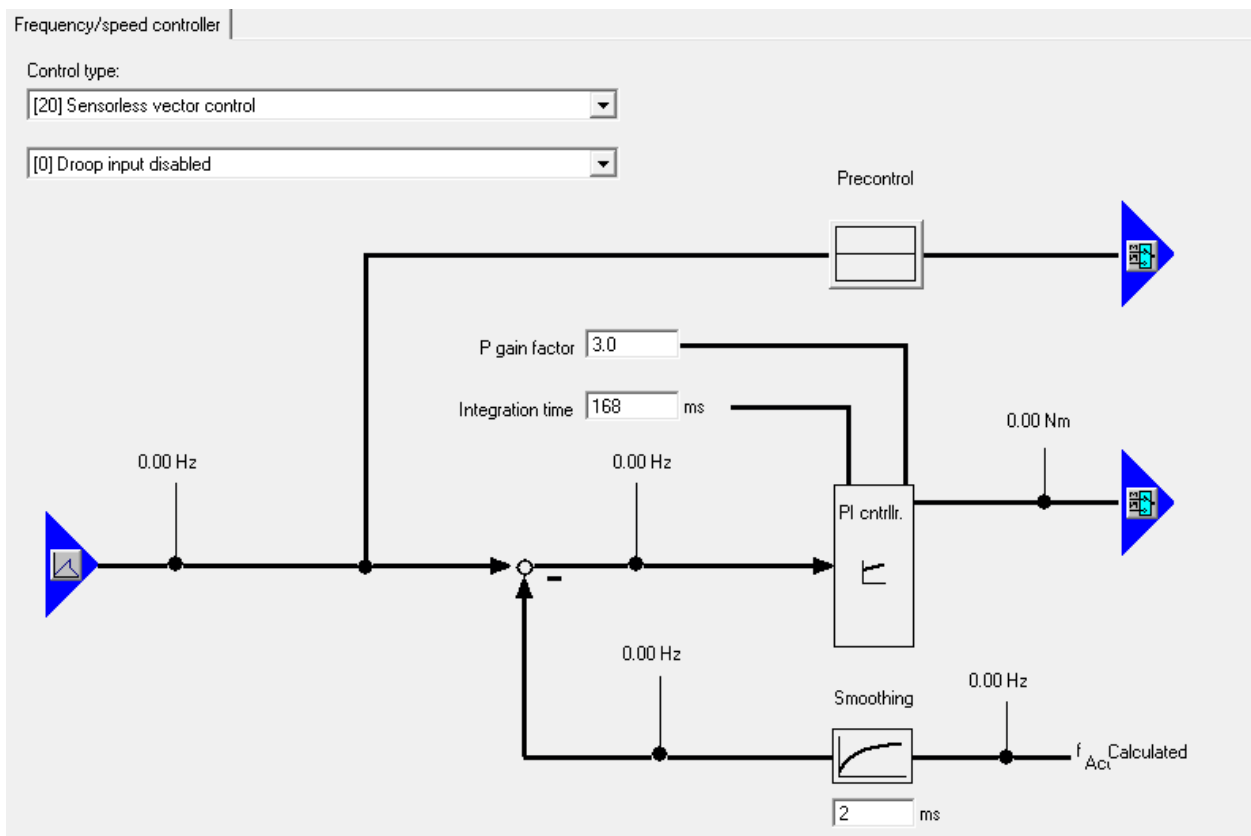 Frequency/speed controller
Control type:
[20] Sensorless vector control
[0] Droop input disabled
Precontrol
P gain factor 3.0
Integration time 168 ms
0.00 Nm
0.00 Hz
0.00 Hz
PI cntrllr.
-
0.00 Hz
0.00 Hz
Smoothing
f Calculated
2 ms